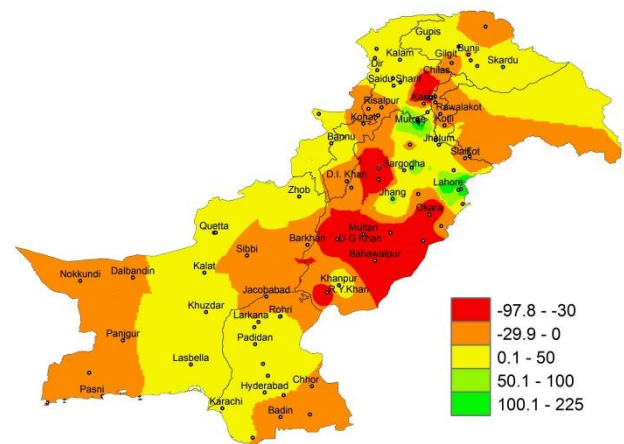 Gupis
Kalam
Gilgit
Bunji
Dir
Skardu
Chilas
Saidu Sharif
Kakul
Risalpur
Rawalakot
Kohat
Murree
Kotli
Bannu
Jhelum
Sialkot
Sargodha
D.I. Khan
Lahore
Zhob
Jhang
Okara
Quetta
Multan
Barkhan
D.G Khan
Sibbi
Bahawalpur
Nokkundi
Dalbandin
Kalat
Khanpur
R.Y.Khan
Jacobabad
Khuzdar
Larkana
Rohri
Panjgur
Padidan
Lasbella
Pasni
Hyderabad
Chhor
Karachi
Badin
-97.8 - -30
-29.9 - 0
0.1 - 50
50.1 - 100
100.1 - 225